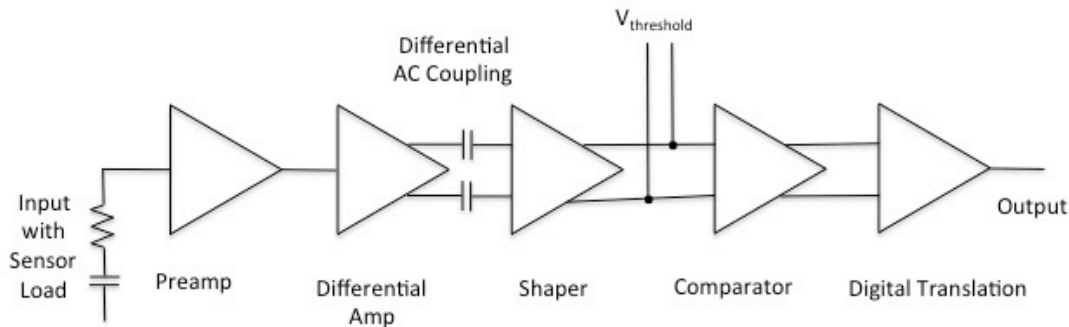 V_threshold
Differential
AC Coupling
Input
with
Sensor
Load
Preamp
Differential
Amp
Shaper
Comparator
Digital Translation
Output